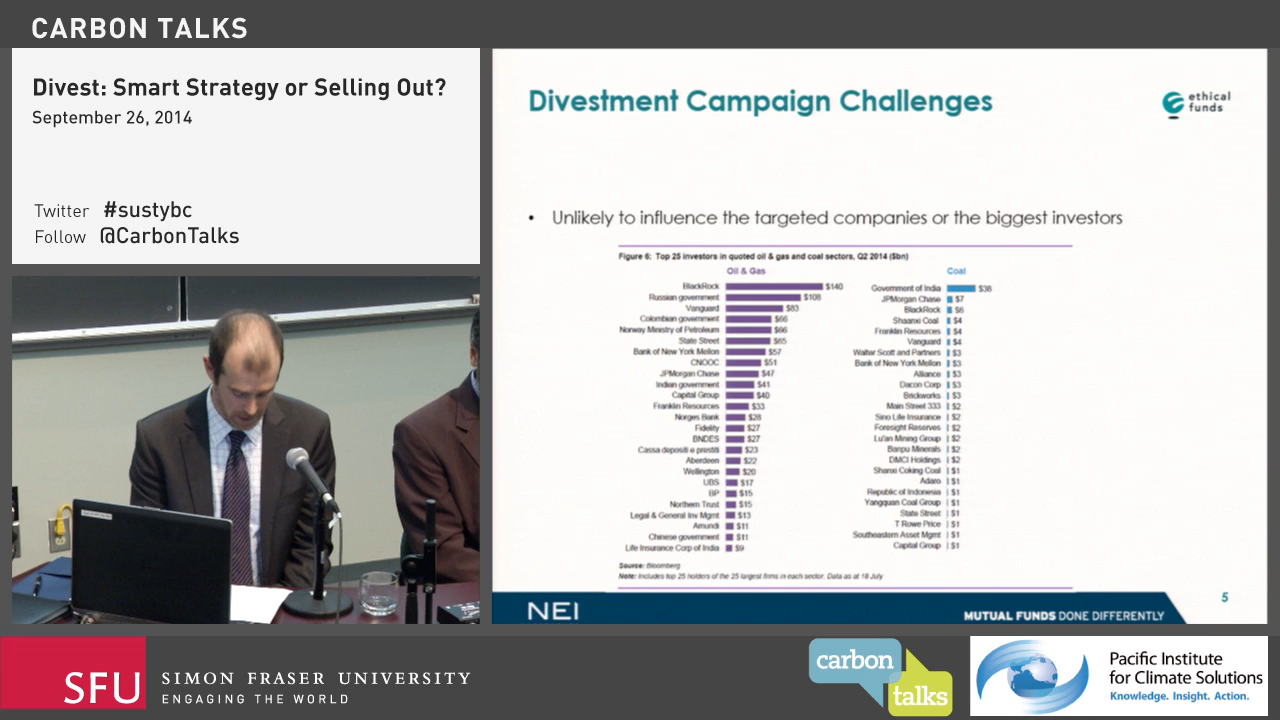 CARBON TALKS
Divest: Smart Strategy or Selling Out?
September 26, 2014
Twitter #sustybc
Follow @CarbonTalks
Divestment Campaign Challenges
ethical
funds
• Unlikely to influence the targeted companies or the biggest investors
Figure 6: Top 25 investors in quoted oil & gas and coal sectors, Q2 2014 ($bn)
Oil & Gas
BlackRock $140
Russian government $108
Vanguard $83
Colombian government $66
Norway Ministry of Petroleum $66
State Street $65
Bank of New York Mellon $57
CNOOC $51
JPMorgan Chase $47
Indian government $41
Capital Group $40
Franklin Resources $33
Norges Bank $28
Fidelity $27
BNDES $27
Cassa depositi e prestiti $23
Aberdeen $22
Wellington $20
UBS $17
BP $15
Northern Trust $15
Legal & General Inv Mgmt $13
Amundi $11
Chinese government $11
Life Insurance Corp of India $9
Coal
Government of India $38
JPMorgan Chase $7
BlackRock $6
Shaanxi Coal $4
Franklin Resources $4
Vanguard $4
Walter Scott and Partners $3
Bank of New York Mellon $3
Alliance $3
Dacon Corp $3
Brickworks $3
Main Street 333 $2
Sino Life Insurance $2
Foresight Reserves $2
Lu'an Mining Group $2
Banpu Minerals $2
DMCI Holdings $2
Shanxi Coking Coal $1
Adaro $1
Republic of Indonesia $1
Yangquan Coal Group $1
State Street $1
T Rowe Price $1
Southeastern Asset Mgmt $1
Capital Group $1
Source: Bloomberg
Note: Includes top 25 holders of the 25 largest firms in each sector. Data as at 18 July
5
NEI
MUTUAL FUNDS DONE DIFFERENTLY
SFU
SIMON FRASER UNIVERSITY
ENGAGING THE WORLD
carbon
talks
Pacific Institute
for Climate Solutions
Knowledge. Insight. Action.